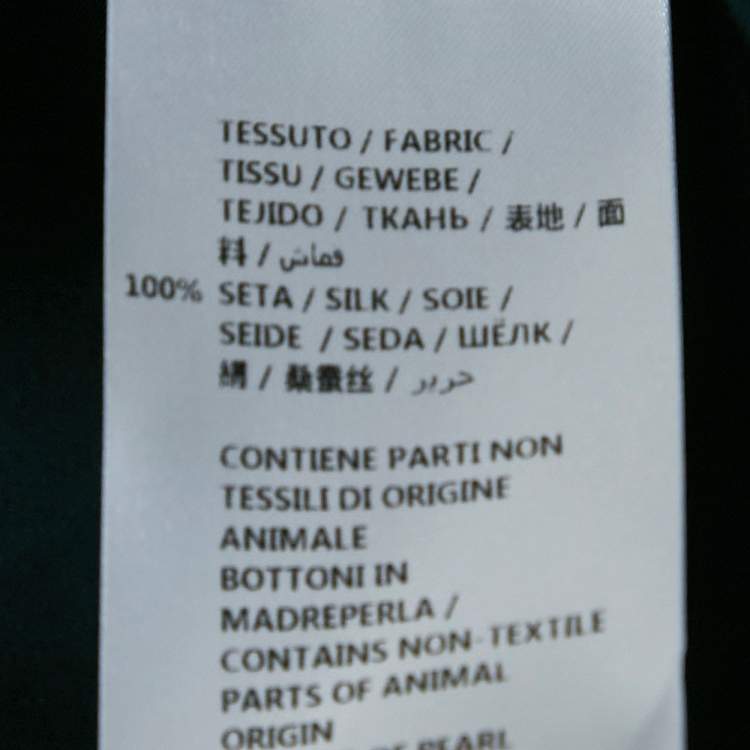 TESSUTO / FABRIC /
TISSU / GEWEBE /
TEJIDO / ТКАНЬ / 表地 / 面
料 / قماش
100% SETA / SILK / SOIE /
SEIDE / SEDA / ШЁЛК /
絹 / 桑蚕丝 / حرير
CONTIENE PARTI NON
TESSILI DI ORIGINE
ANIMALE
BOTTONI IN
MADREPERLA /
CONTAINS NON-TEXTILE
PARTS OF ANIMAL
ORIGIN
OF PEARL